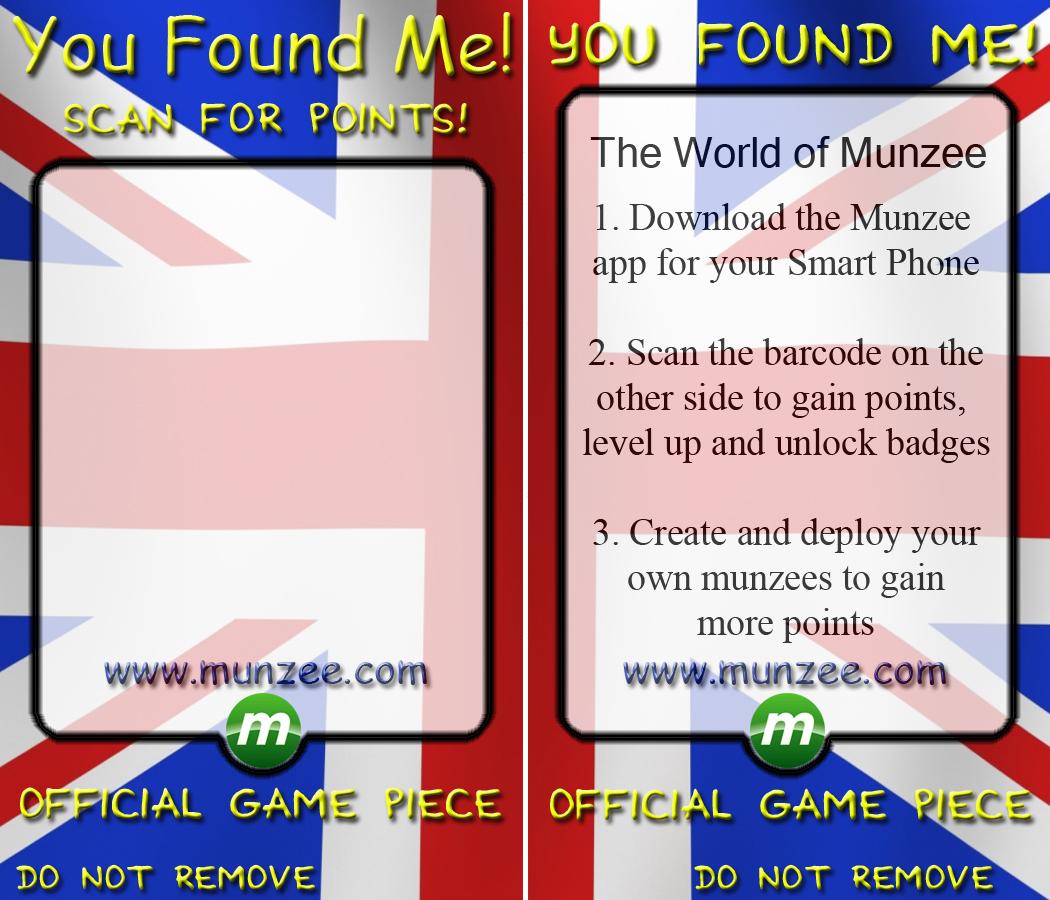 You Found Me!
SCAN FOR POINTS!
www.munzee.com
m
OFFICIAL GAME PIECE
DO NOT REMOVE
YOU FOUND ME!
The World of Munzee
1. Download the Munzee
app for your Smart Phone
2. Scan the barcode on the
other side to gain points,
level up and unlock badges
3. Create and deploy your
own munzees to gain
more points
www.munzee.com
m
OFFICIAL GAME PIECE
DO NOT REMOVE